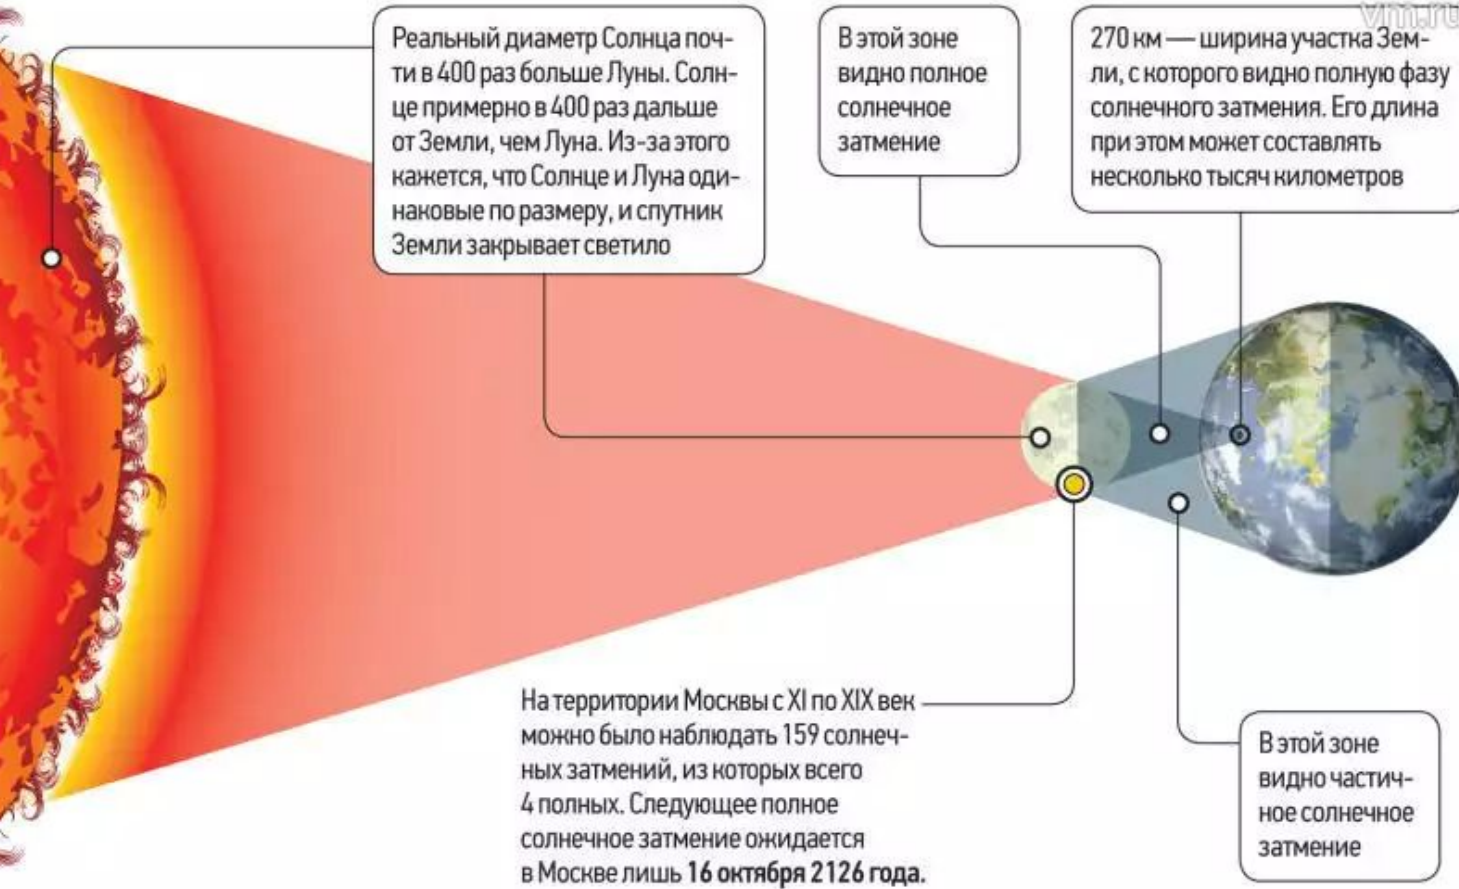 vm.ru
Реальный диаметр Солнца поч-
ти в 400 раз больше Луны. Солн-
це примерно в 400 раз дальше
от Земли, чем Луна. Из-за этого
кажется, что Солнце и Луна оди-
наковые по размеру, и спутник
Земли закрывает светило
В этой зоне
видно полное
солнечное
затмение
270 км — ширина участка Зем-
ли, с которого видно полную фазу
солнечного затмения. Его длина
при этом может составлять
несколько тысяч километров
На территории Москвы с XI по XIX век
можно было наблюдать 159 солнеч-
ных затмений, из которых всего
4 полных. Следующее полное
солнечное затмение ожидается
в Москве лишь 16 октября 2126 года.
В этой зоне
видно частич-
ное солнечное
затмение